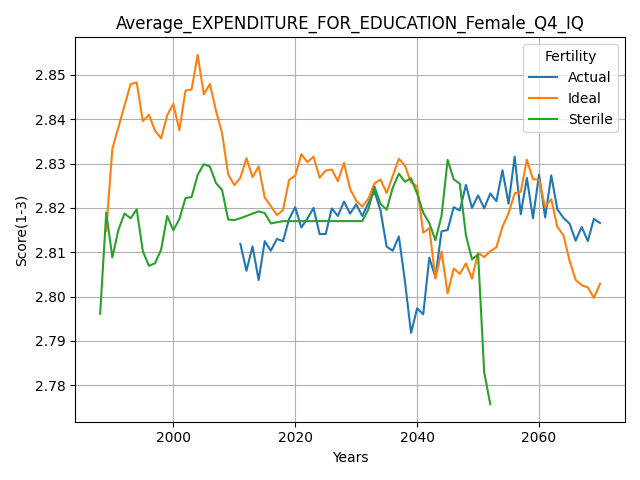 Average_EXPENDITURE_FOR_EDUCATION_Female_Q4_IQ
Fertility
Actual
Ideal
Sterile
2.85
2.84
2.83
2.82
2.81
2.80
2.79
2.78
Score(1-3)
2000
2020
2040
2060
Years